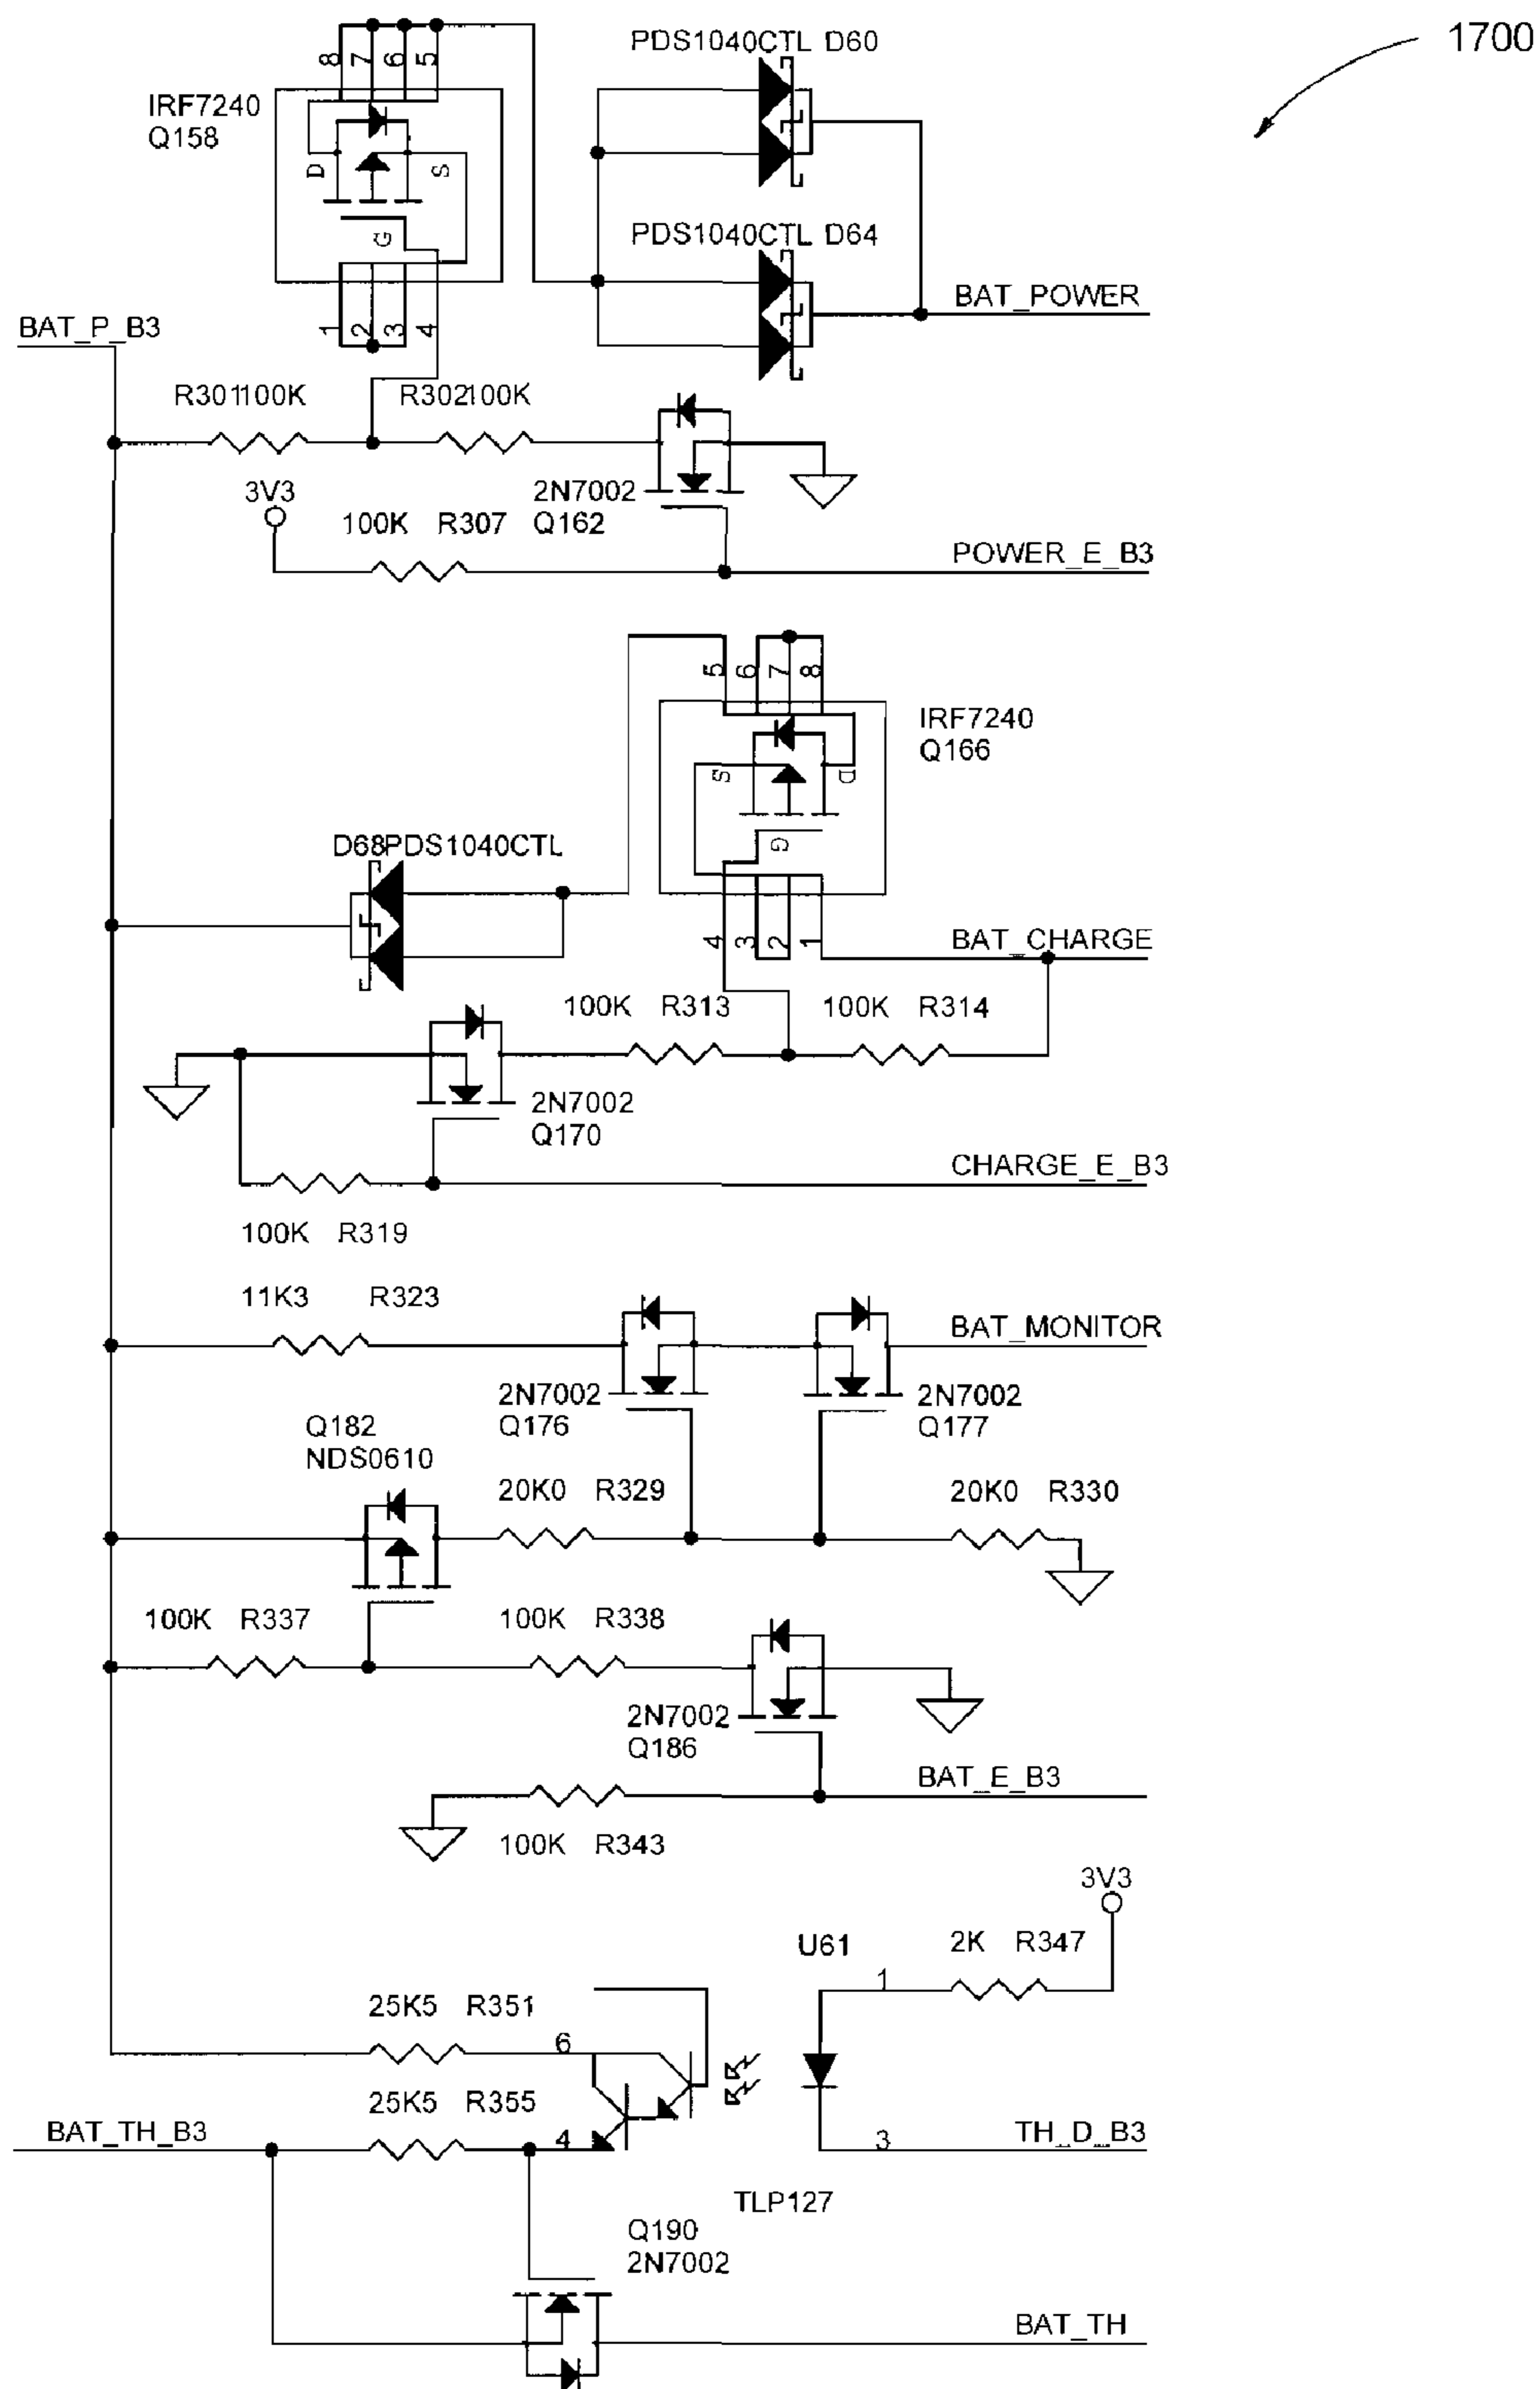 1700
PDS1040CTL D60
8 7 6 5
IRF7240
Q158
D S
G
PDS1040CTL D64
BAT_POWER
1 2 3 4
BAT_P_B3
R301100K R302100K
3V3
2N7002
Q162
100K R307
POWER_E_B3
5 6 7 8
IRF7240
Q166
S D
G
D68PDS1040CTL
4 3 2 1
BAT_CHARGE
100K R313 100K R314
2N7002
Q170
CHARGE_E_B3
100K R319
11K3 R323
BAT_MONITOR
2N7002
Q176
2N7002
Q177
Q182
NDS0610
20K0 R329
20K0 R330
100K R337
100K R338
2N7002
Q186
BAT_E_B3
100K R343
3V3
U61
2K R347
1
25K5 R351
6
25K5 R355
BAT_TH_B3
4
3
TH_D_B3
TLP127
Q190
2N7002
BAT_TH